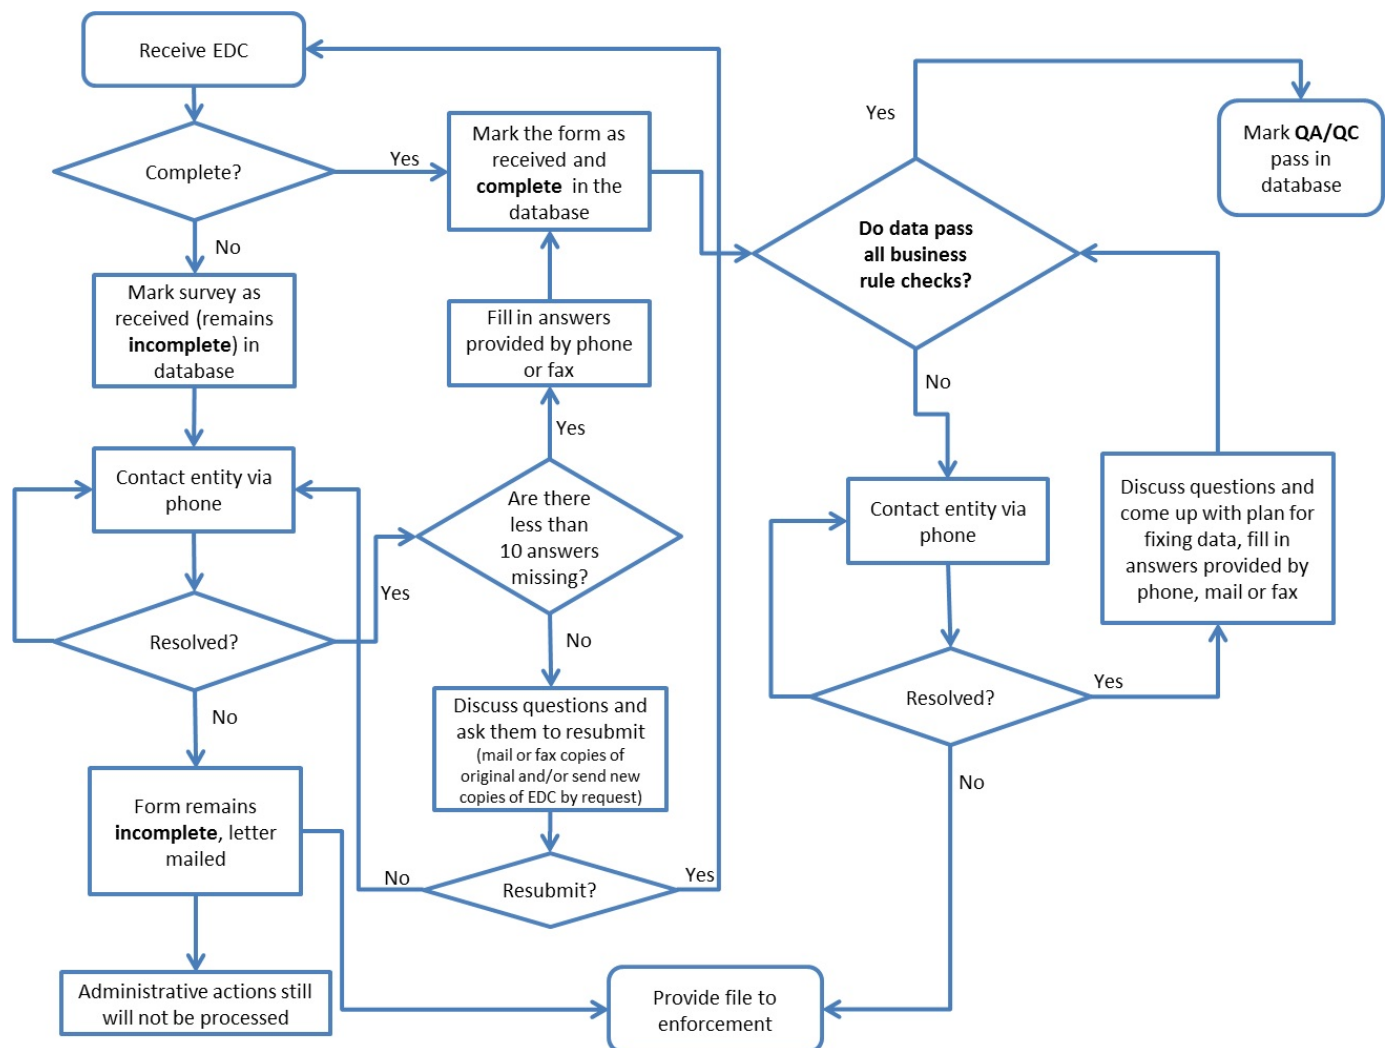 Receive EDC
Complete?
Yes
No
Mark the form as
received and
complete in the
database
Mark survey as
received (remains
incomplete) in
database
Fill in answers
provided by phone
or fax
Yes
Contact entity via
phone
Are there
less than
10 answers
missing?
Resolved?
Yes
No
No
Discuss questions and
ask them to resubmit
(mail or fax copies of
original and/or send new
copies of EDC by request)
Form remains
incomplete, letter
mailed
No
Resubmit?
Yes
Administrative actions still
will not be processed
Provide file to
enforcement
Yes
Mark QA/QC
pass in
database
Do data pass
all business
rule checks?
No
Contact entity via
phone
Discuss questions and
come up with plan for
fixing data, fill in
answers provided by
phone, mail or fax
Resolved?
Yes
No